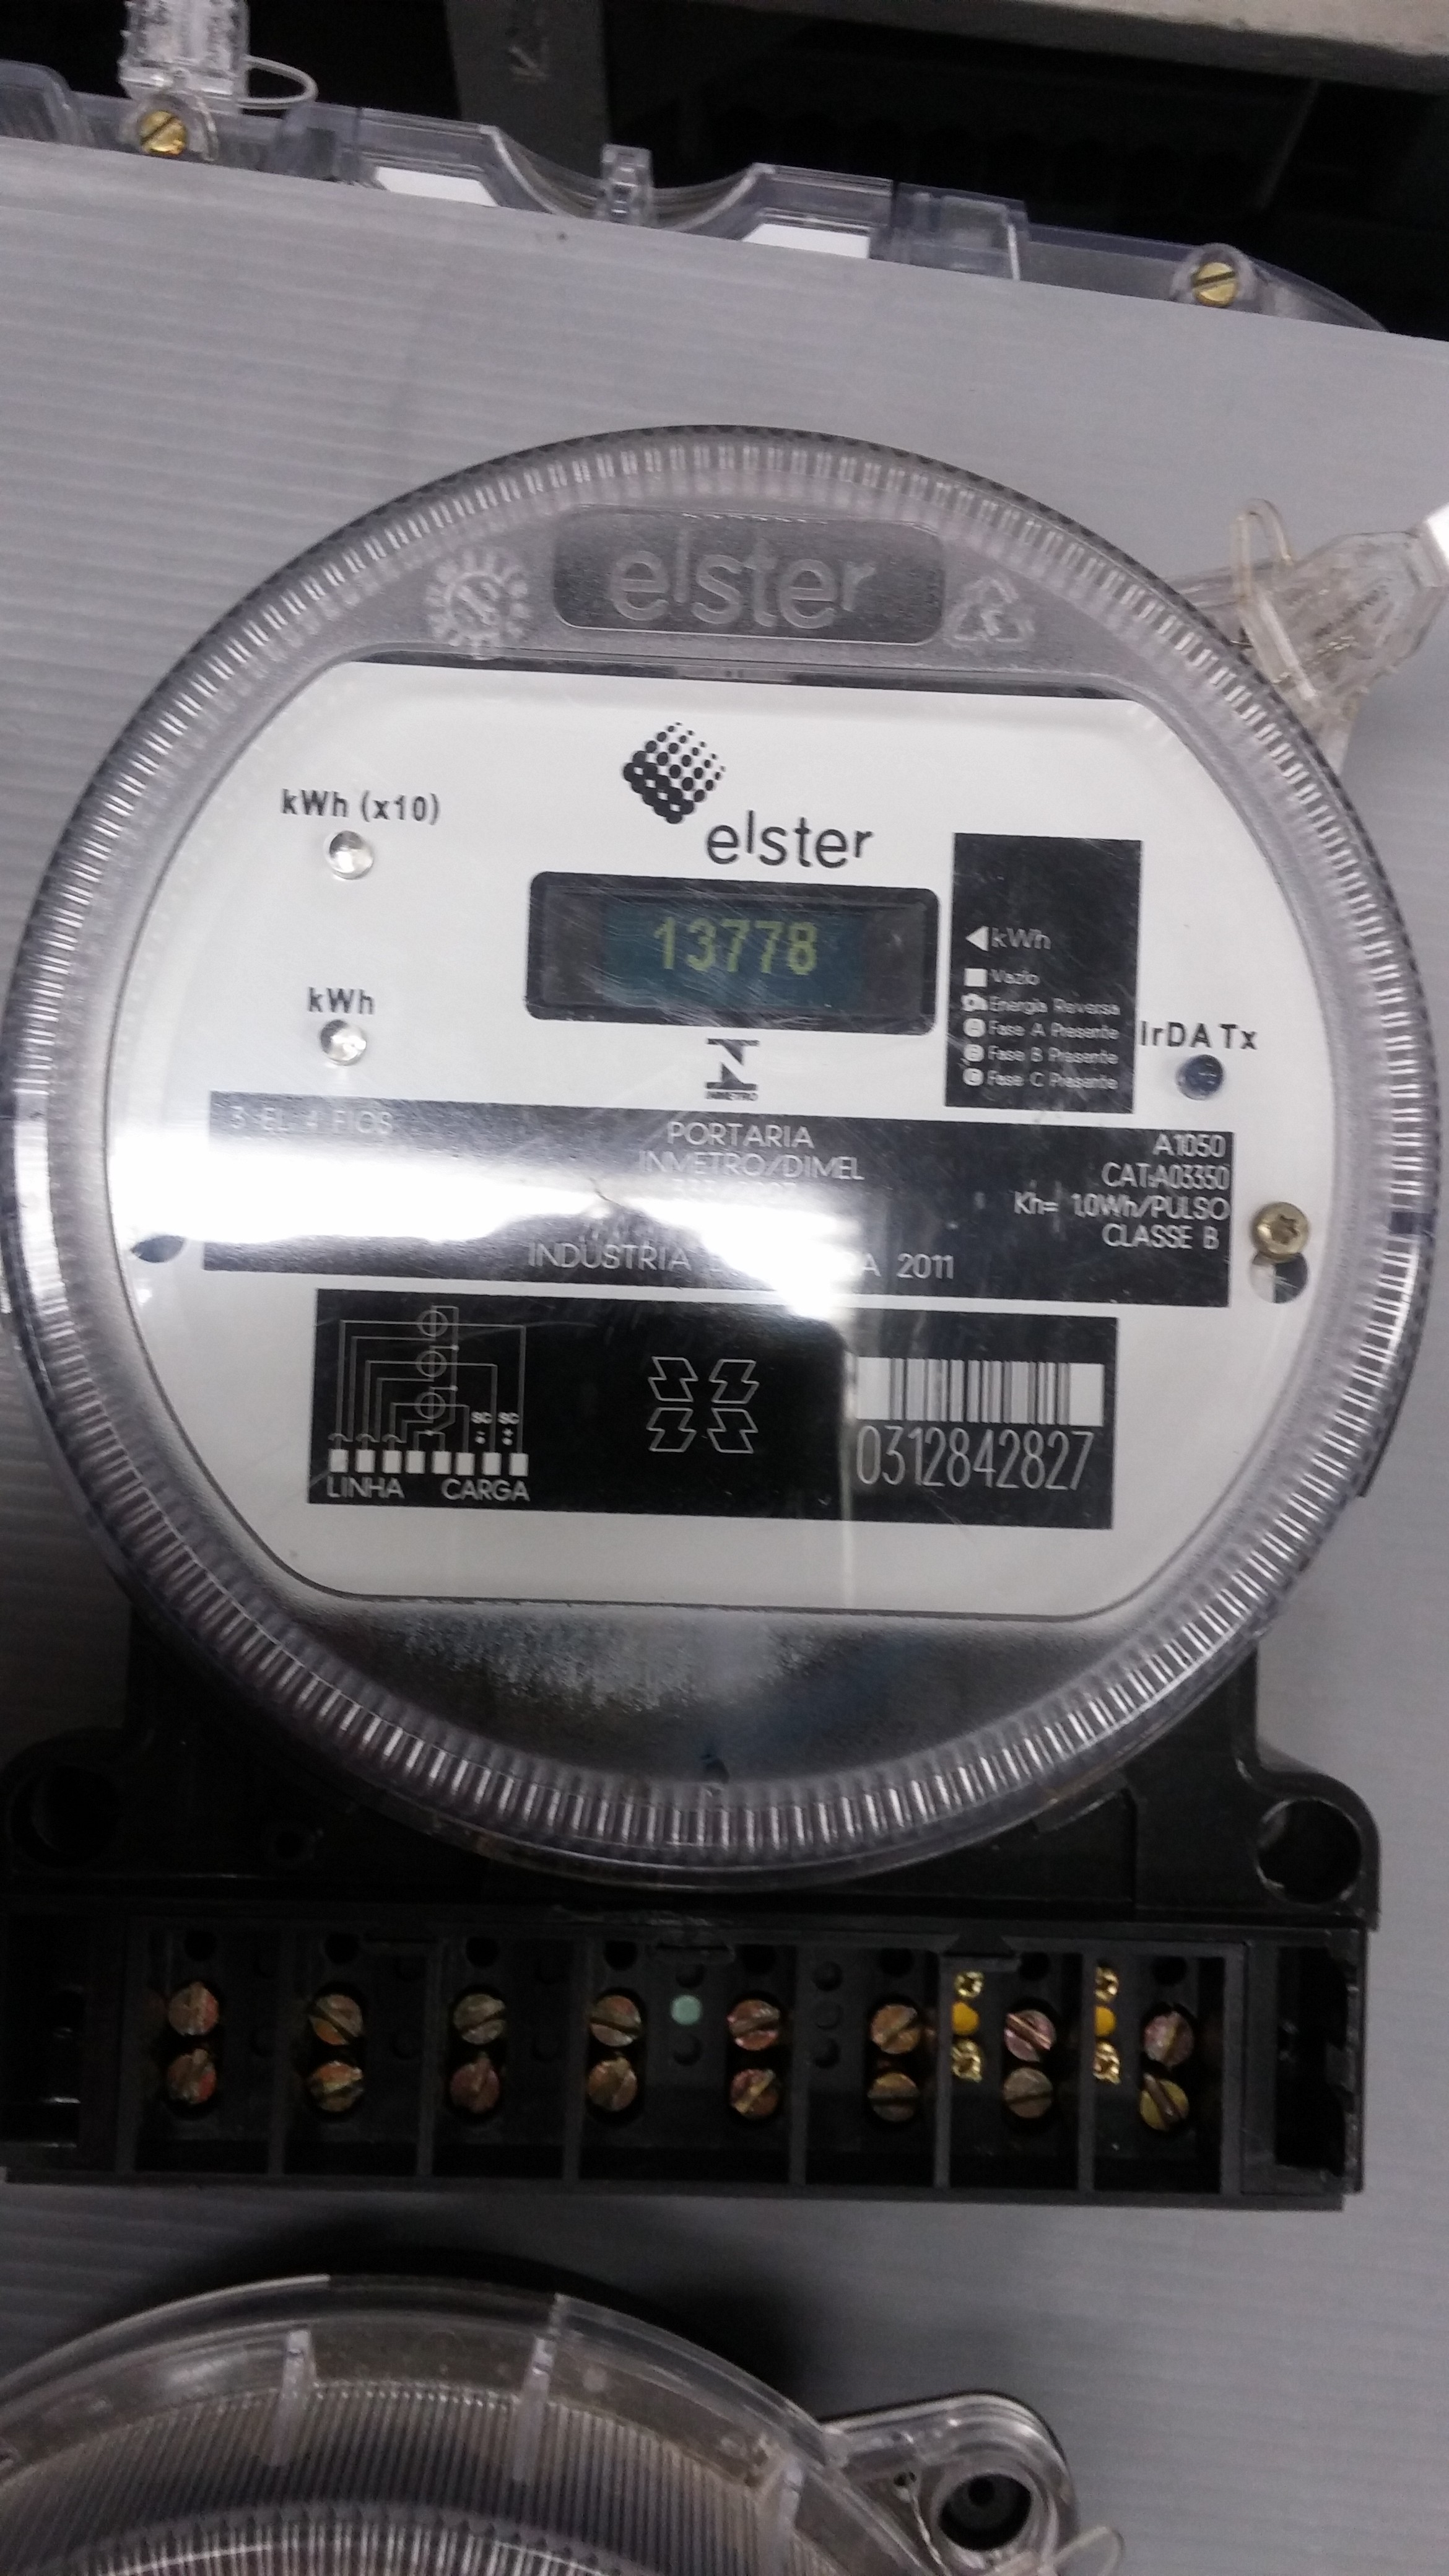 elster
elster
kWh (x10)
13778
kWh
kWh
Vazio
Energia Reversa
A Fase A Presente
B Fase B Presente
C Fase C Presente
IrDA Tx
INMETRO
3 EL 4 FIOS
PORTARIA
INMETRO/DIMEL
A1050
CAT:A03350
Kh= 1,0Wh/PULSO
CLASSE B
INDÚSTRIA
2011
SC SC
LINHA CARGA
0312842827